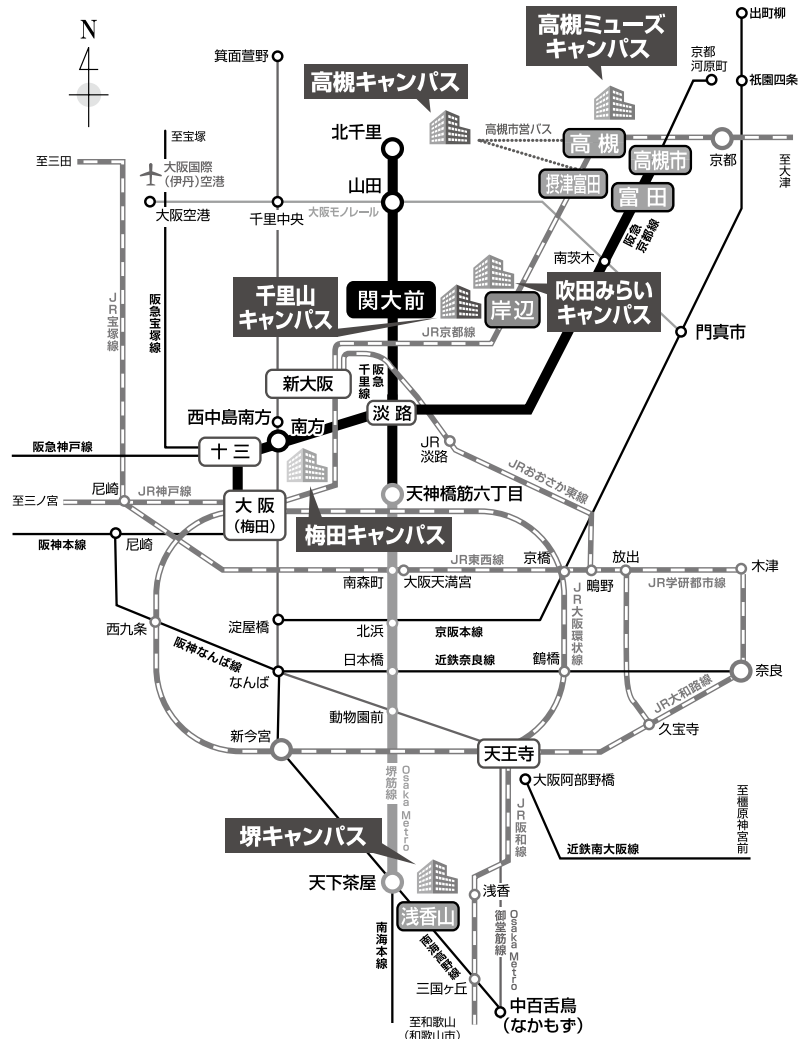 N
高槻ミューズ
キャンパス
出町柳
京都
河原町
祇園四条
箕面萱野
高槻キャンパス
至宝塚
北千里
高槻市営バス
高槻
京都
至三田
大阪国際
(伊丹)空港
高槻市
至大津
摂津富田
富田
山田
大阪空港
千里中央
大阪モノレール
阪急
京都線
南茨木
千里山
キャンパス
関大前
吹田みらい
キャンパス
岸辺
JR宝塚線
阪急宝塚線
JR京都線
門真市
新大阪
阪急
千里線
西中島南方
南方
淡路
十三
JR
淡路
阪急神戸線
JRおおさか東線
尼崎
JR神戸線
至三ノ宮
大阪
(梅田)
天神橋筋六丁目
梅田キャンパス
阪神本線
尼崎
JR東西線
京橋
放出
木津
南森町
大阪天満宮
鴫野
JR学研都市線
JR大阪環状線
西九条
淀屋橋
北浜
京阪本線
阪神なんば線
日本橋
近鉄奈良線
鶴橋
なんば
奈良
JR大和路線
動物園前
久宝寺
新今宮
天王寺
堺筋線
Osaka Metro
大阪阿部野橋
JR阪和線
至橿原神宮前
堺キャンパス
近鉄南大阪線
天下茶屋
浅香
浅香山
御堂筋線
Osaka Metro
南海本線
南海高野線
三国ヶ丘
中百舌鳥
(なかもず)
至和歌山
(和歌山市)